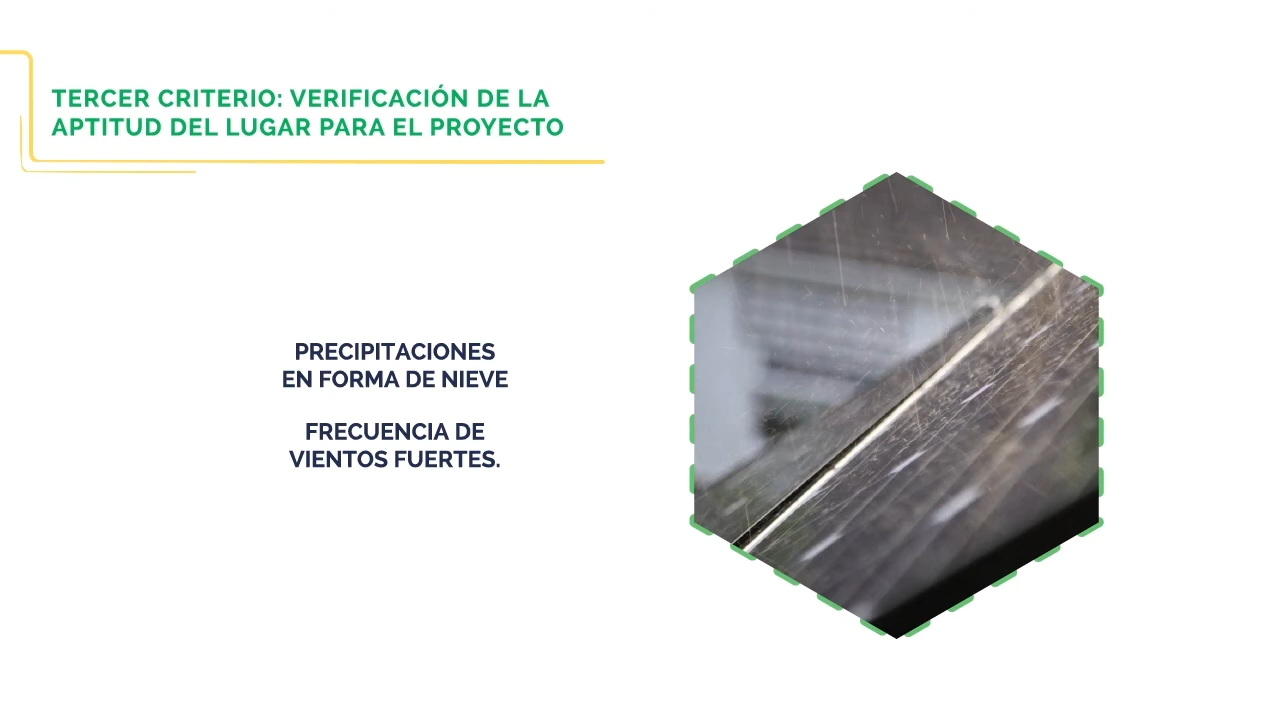 TERCER CRITERIO: VERIFICACIÓN DE LA
APTITUD DEL LUGAR PARA EL PROYECTO
PRECIPITACIONES
EN FORMA DE NIEVE
FRECUENCIA DE
VIENTOS FUERTES.